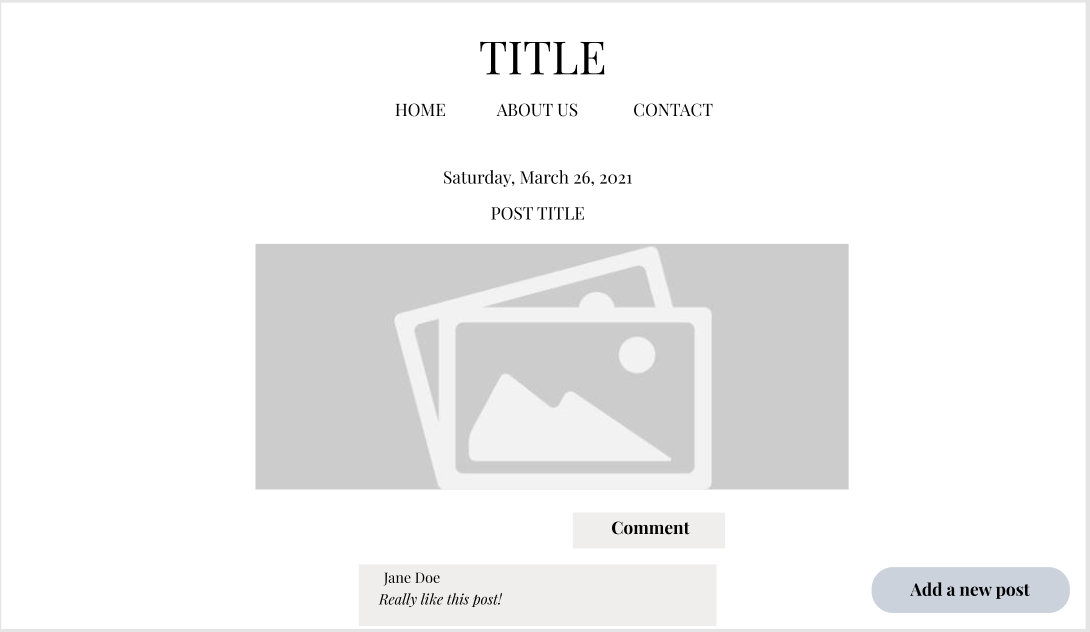 TITLE
HOME ABOUT US CONTACT
Saturday, March 26, 2021
POST TITLE
Comment
Jane Doe
Really like this post!
Add a new post